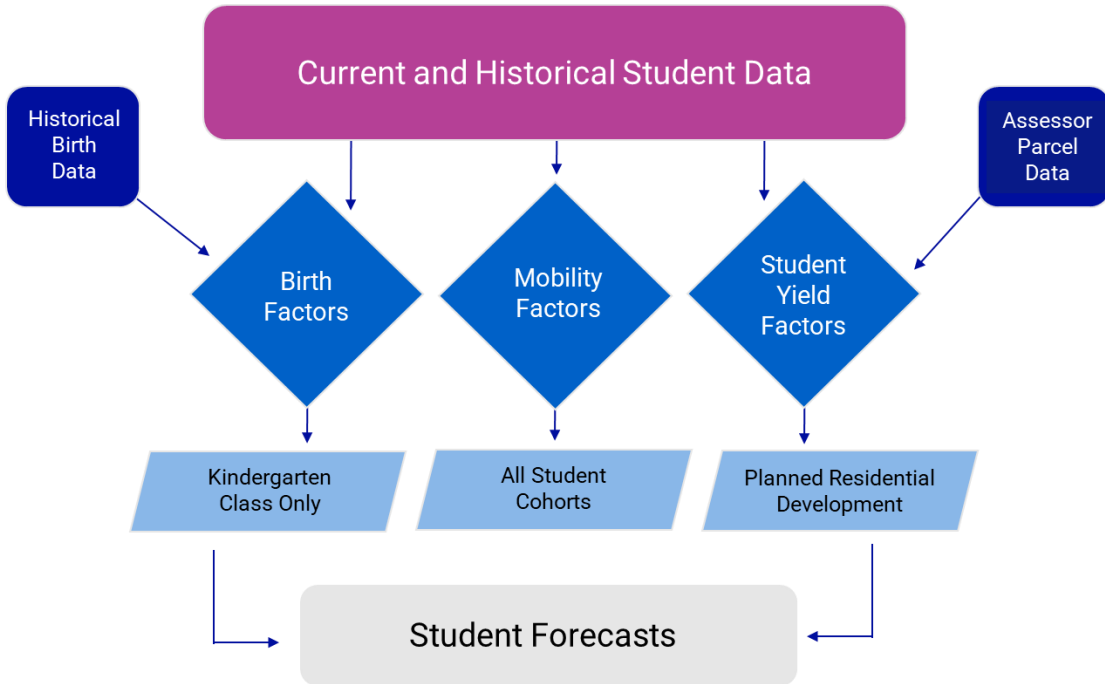 Current and Historical Student Data
Historical
Birth
Data
Assessor
Parcel
Data
Birth
Factors
Mobility
Factors
Student
Yield
Factors
Kindergarten
Class Only
All Student
Cohorts
Planned Residential
Development
Student Forecasts